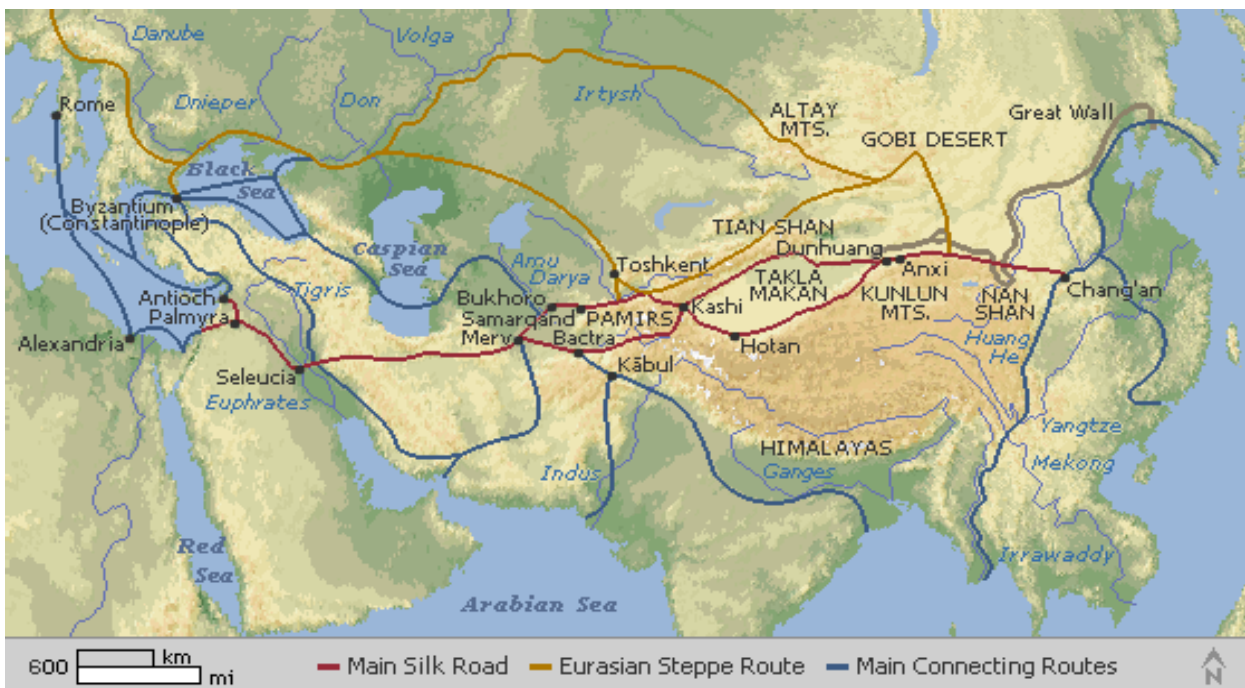 Danube
Volga
Rome
Dnieper
Don
Irtysh
ALTAY
MTS.
Great Wall
GOBI DESERT
Black
Sea
Byzantium
(Constantinople)
TIAN SHAN
Dunhuang
Caspian
Sea
Amu
Darya
Toshkent
TAKLA
MAKAN
Anxi
KUNLUN
MTS.
NAN
SHAN
Chang'an
Tigris
Antioch
Palmyra
Bukhoro
Samarqand
Merv
PAMIRS
Bactra
Kashi
Hotan
Huang
He
Alexandria
Seleucia
Euphrates
Kābul
Yangtze
HIMALAYAS
Indus
Ganges
Mekong
Red
Sea
Irrawaddy
Arabian Sea
600
km
mi
Main Silk Road
Eurasian Steppe Route
Main Connecting Routes
N